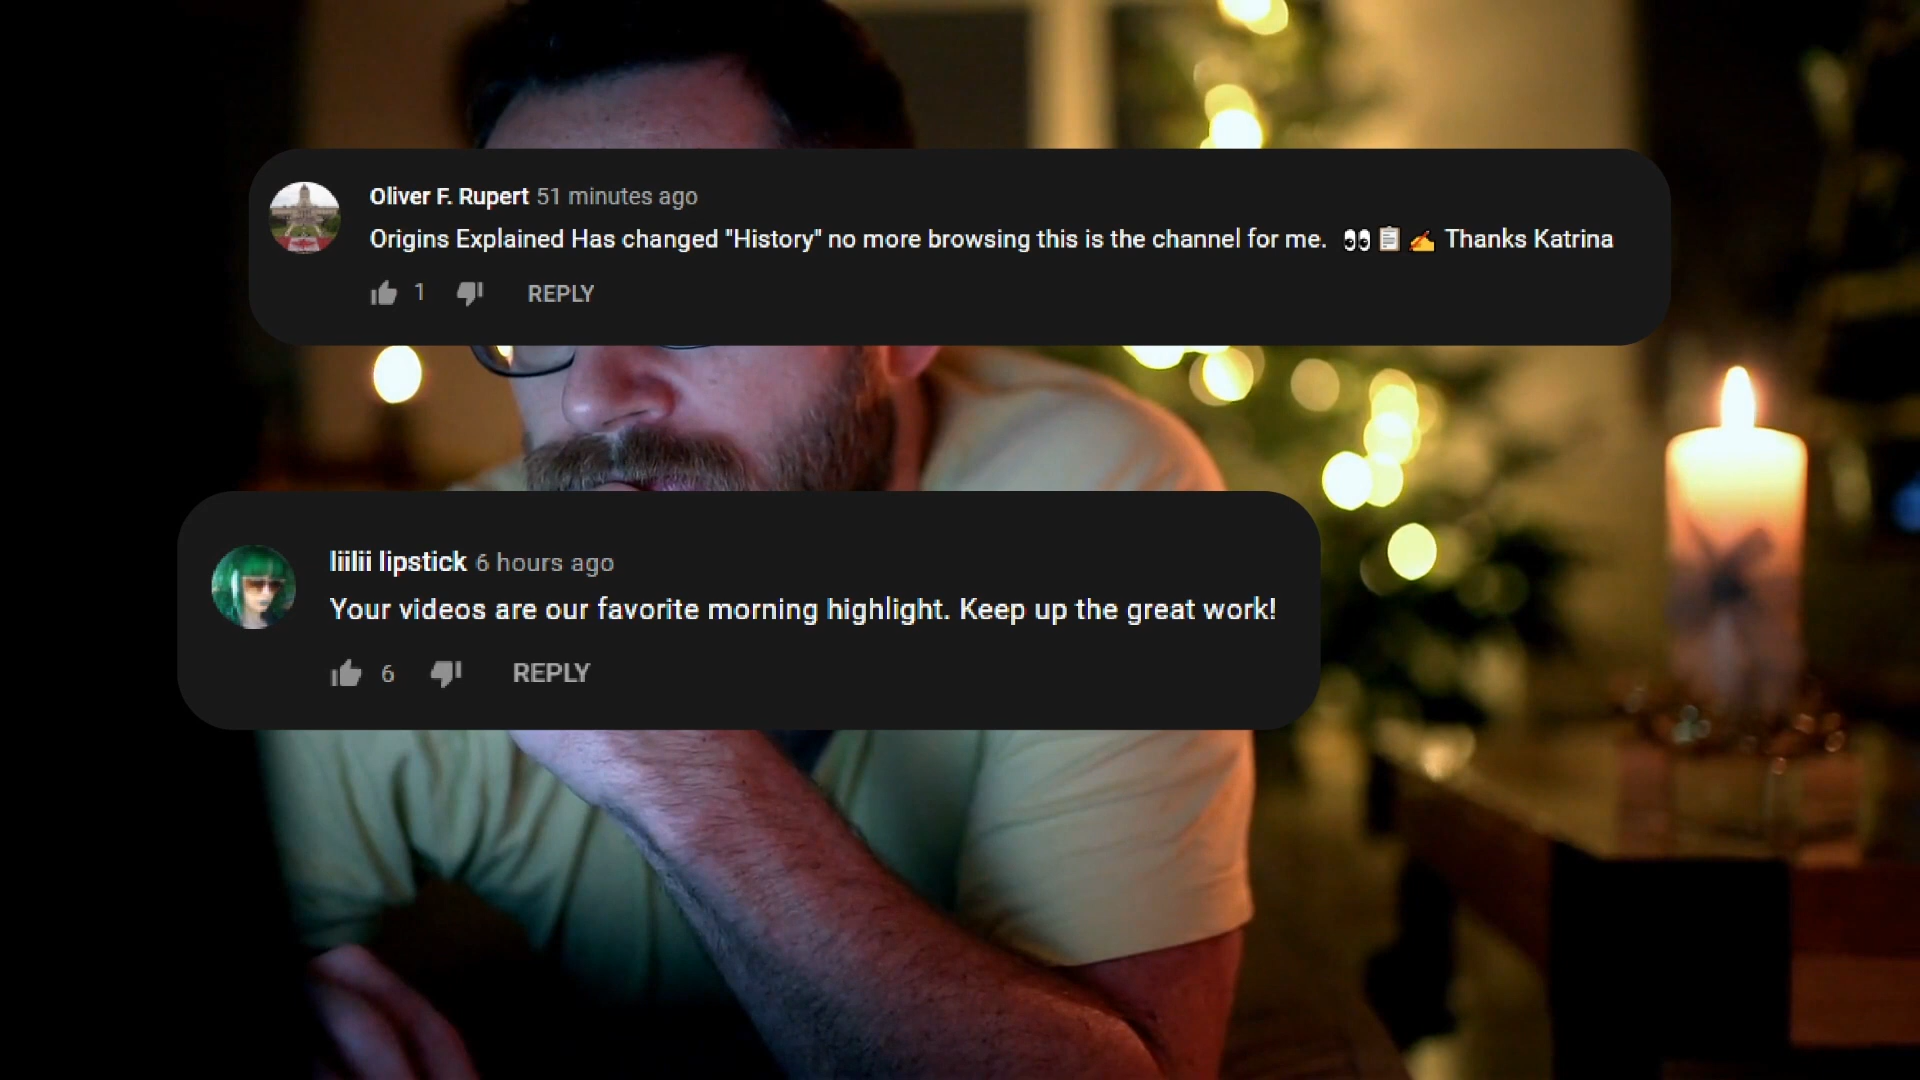 Oliver F. Rupert 51 minutes ago
Origins Explained Has changed "History" no more browsing this is the channel for me. 👀📋✍️ Thanks Katrina
1 REPLY
liilii lipstick 6 hours ago
Your videos are our favorite morning highlight. Keep up the great work!
6 REPLY